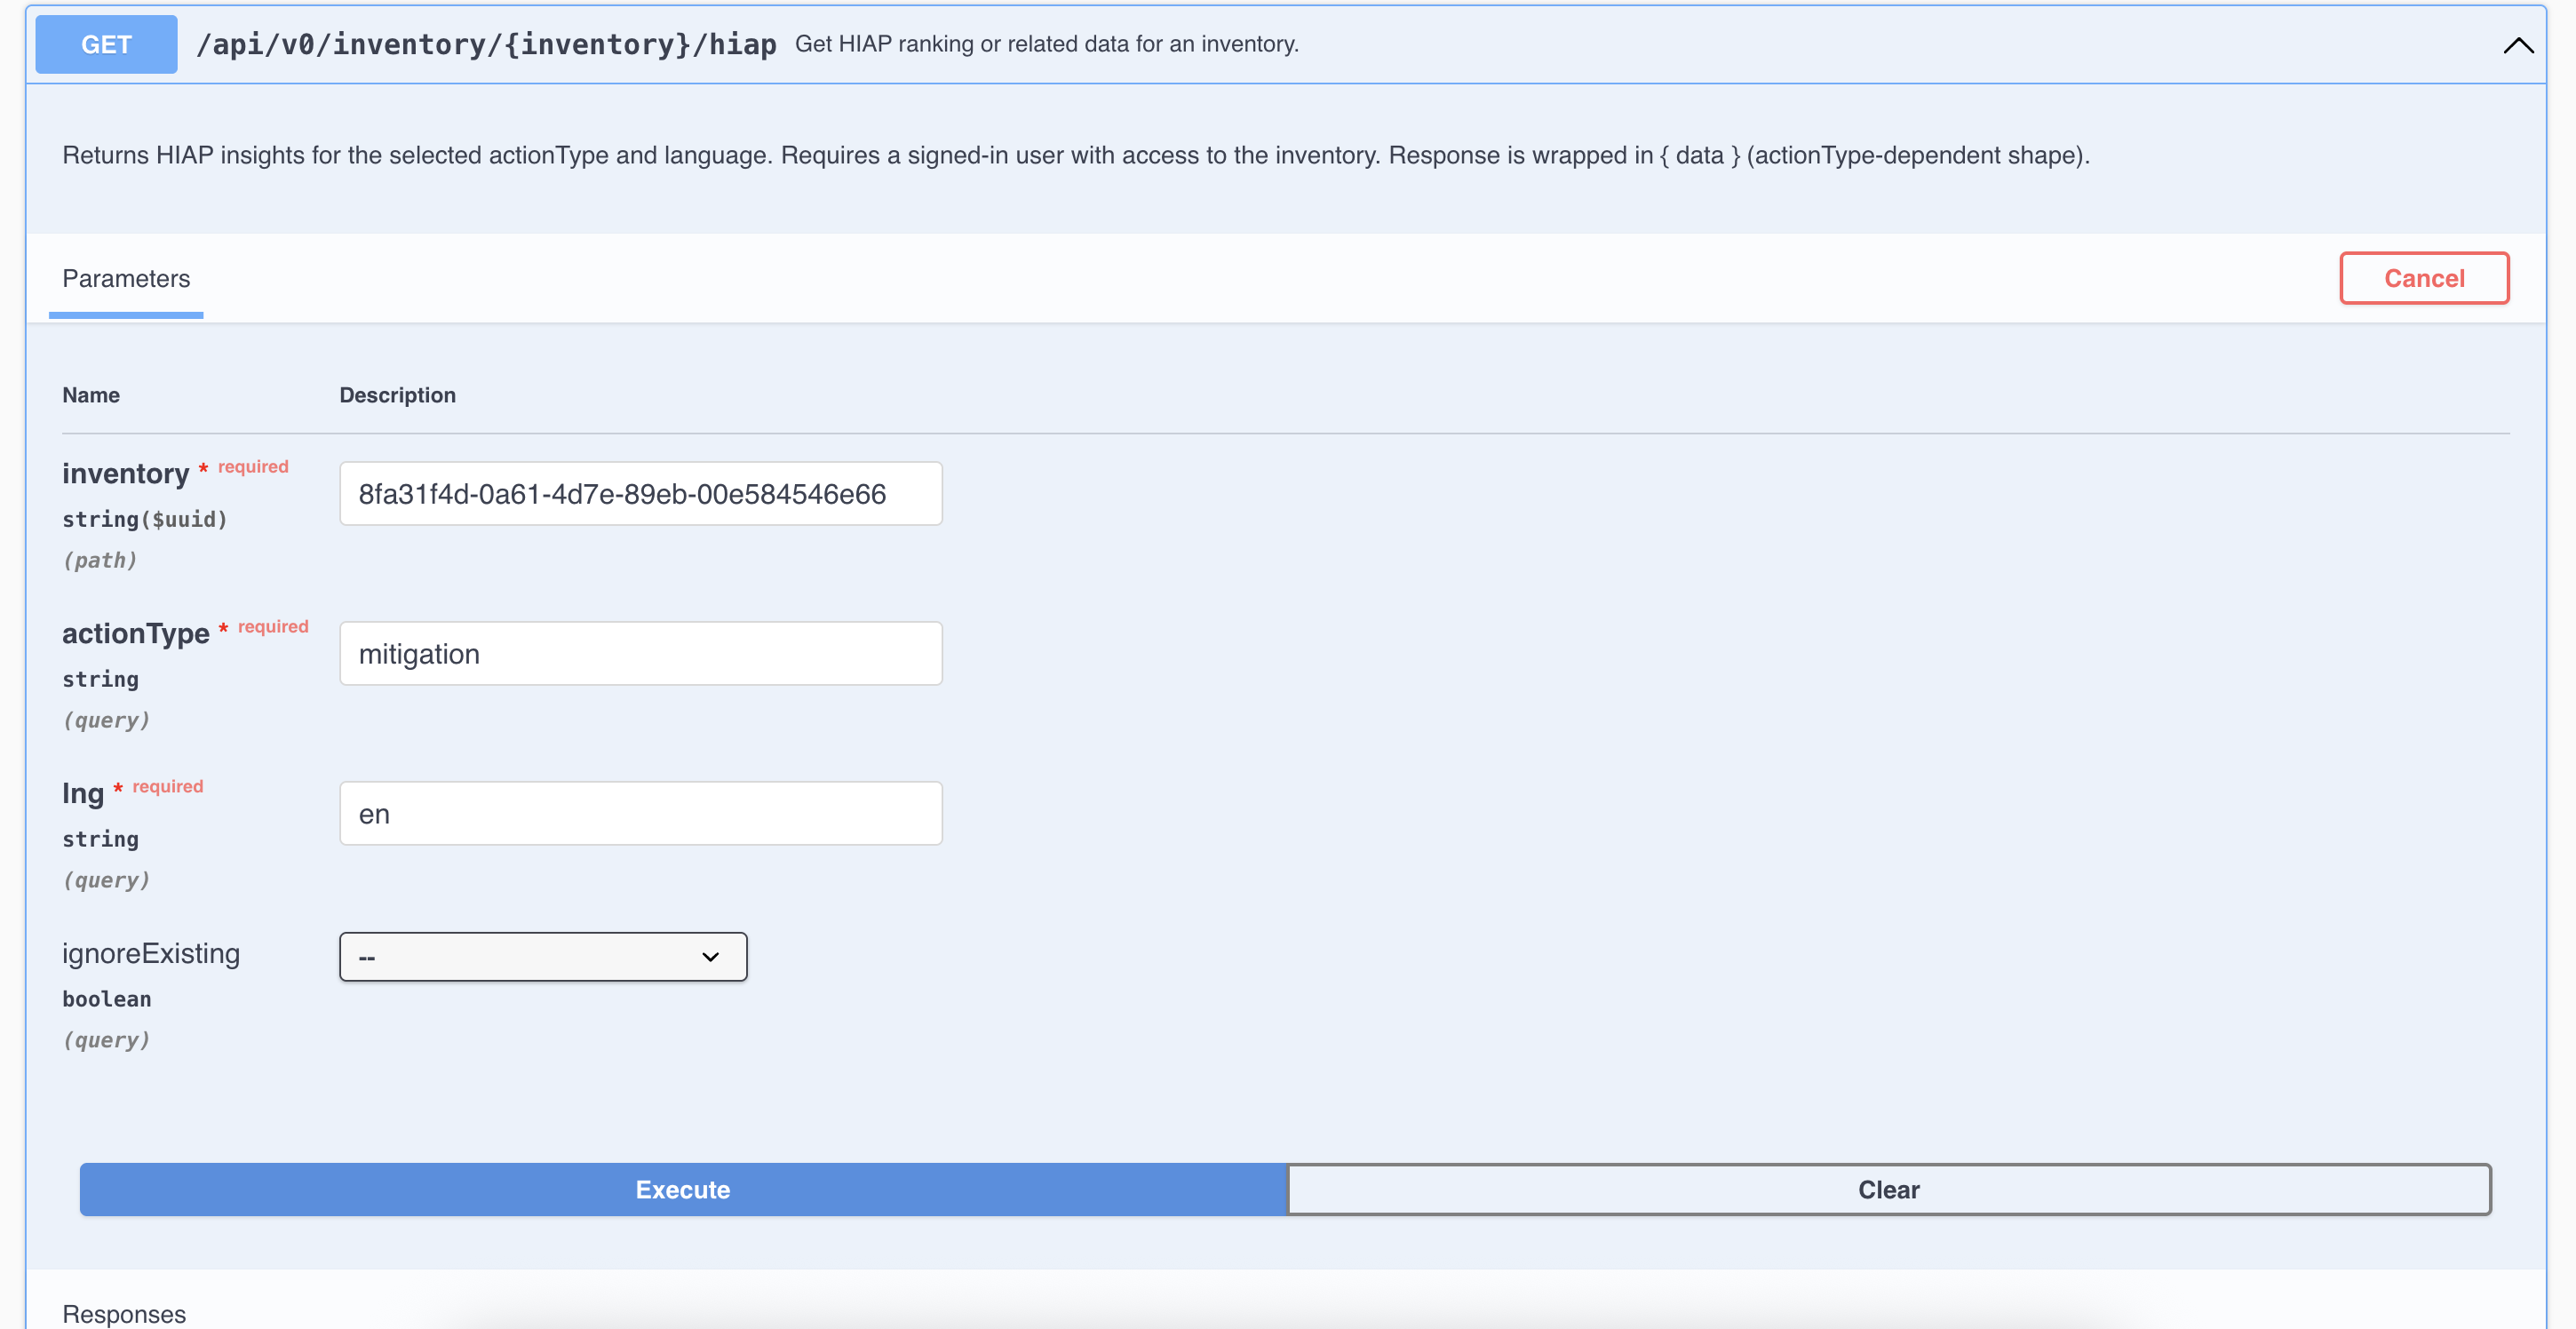 GET /api/v0/inventory/{inventory}/hiap Get HIAP ranking or related data for an inventory.
Returns HIAP insights for the selected actionType and language. Requires a signed-in user with access to the inventory. Response is wrapped in { data } (actionType-dependent shape).
Parameters
Cancel
Name Description
inventory * required
8fa31f4d-0a61-4d7e-89eb-00e584546e66
string($uuid)
(path)
actionType * required
mitigation
string
(query)
lng * required
en
string
(query)
ignoreExisting
--
boolean
(query)
Execute Clear
Responses